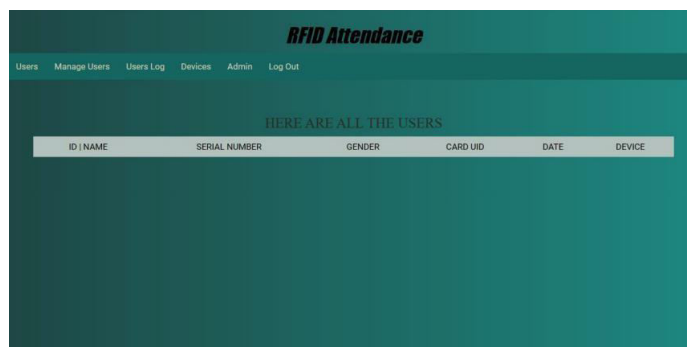 RFID Attendance
Users Manage Users Users Log Devices Admin Log Out
HERE ARE ALL THE USERS
ID | NAME SERIAL NUMBER GENDER CARD UID DATE DEVICE